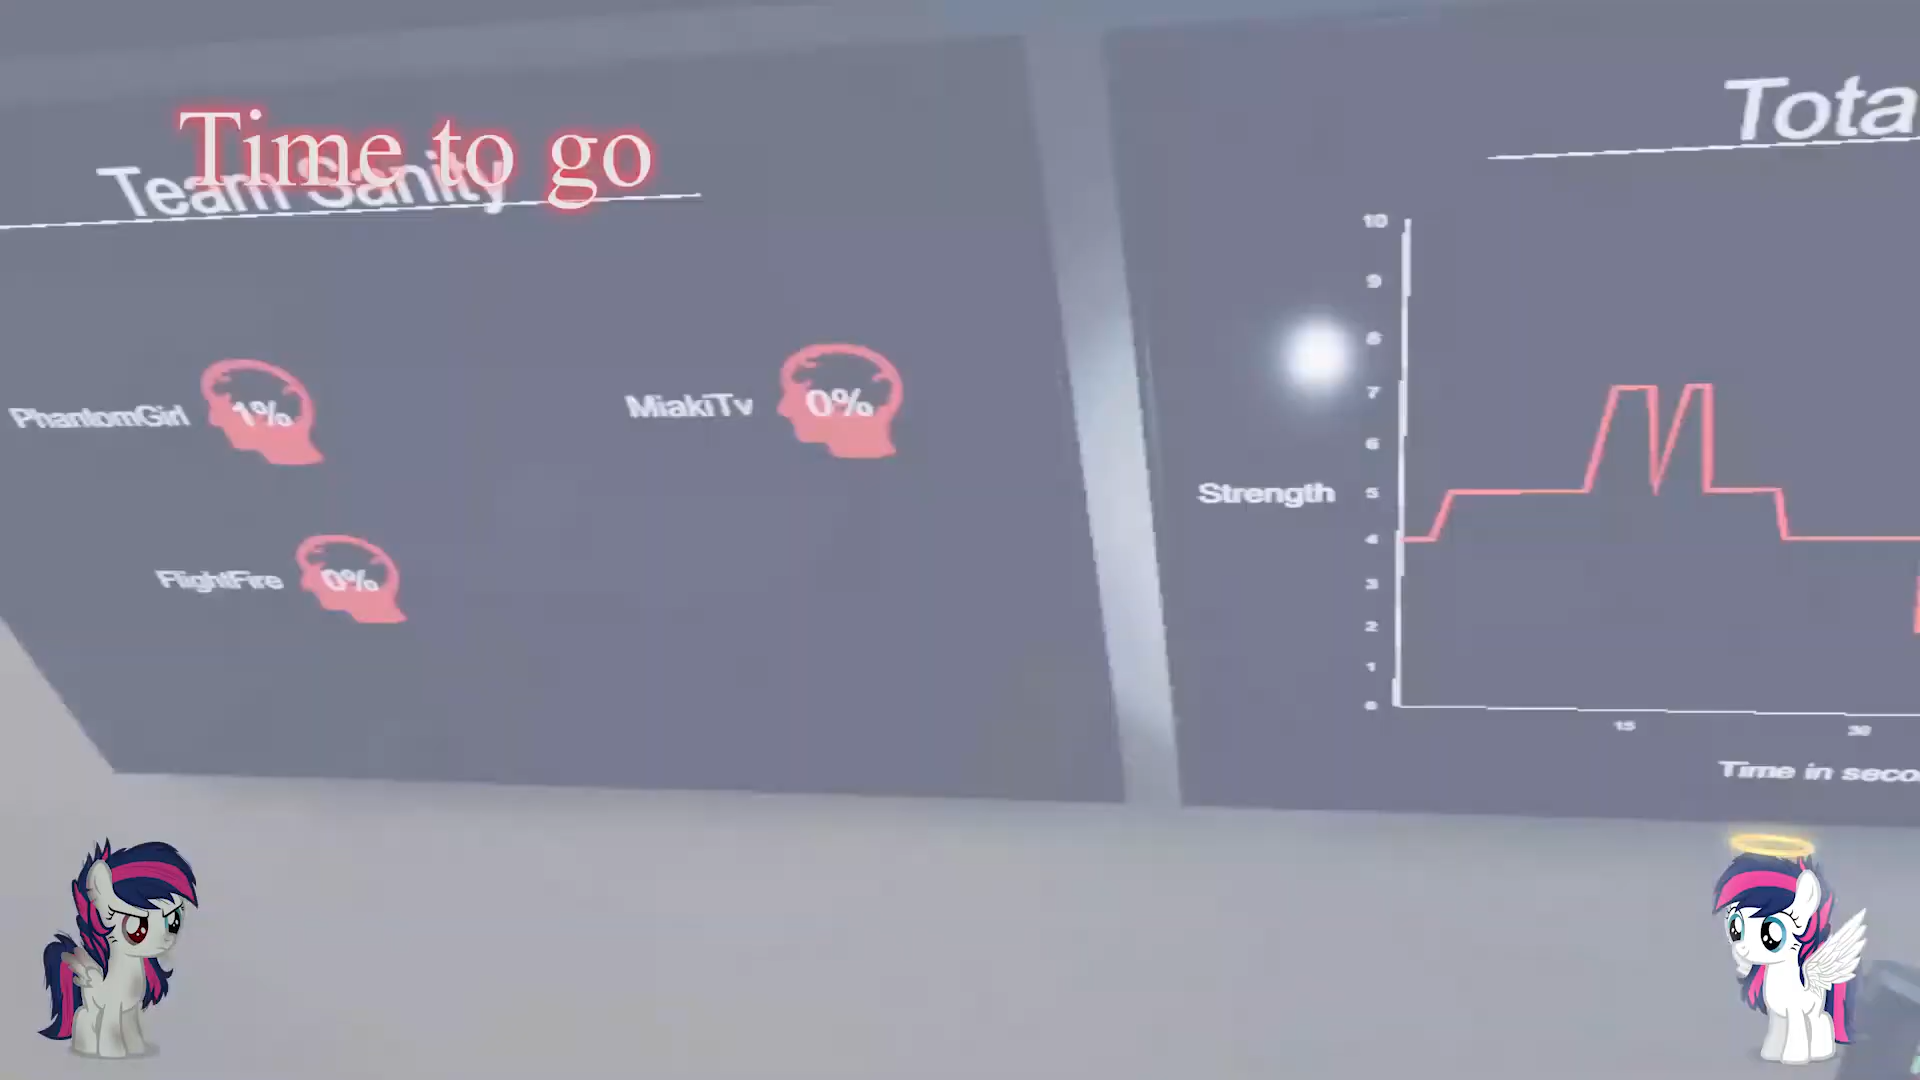 Time to go
Team Sanity
PhantomGirl 1%
MiakiTv 0%
FlightFire 0%
Tota
10
9
8
7
6
5
4
3
2
1
0
Strength
15
30
Time in seco